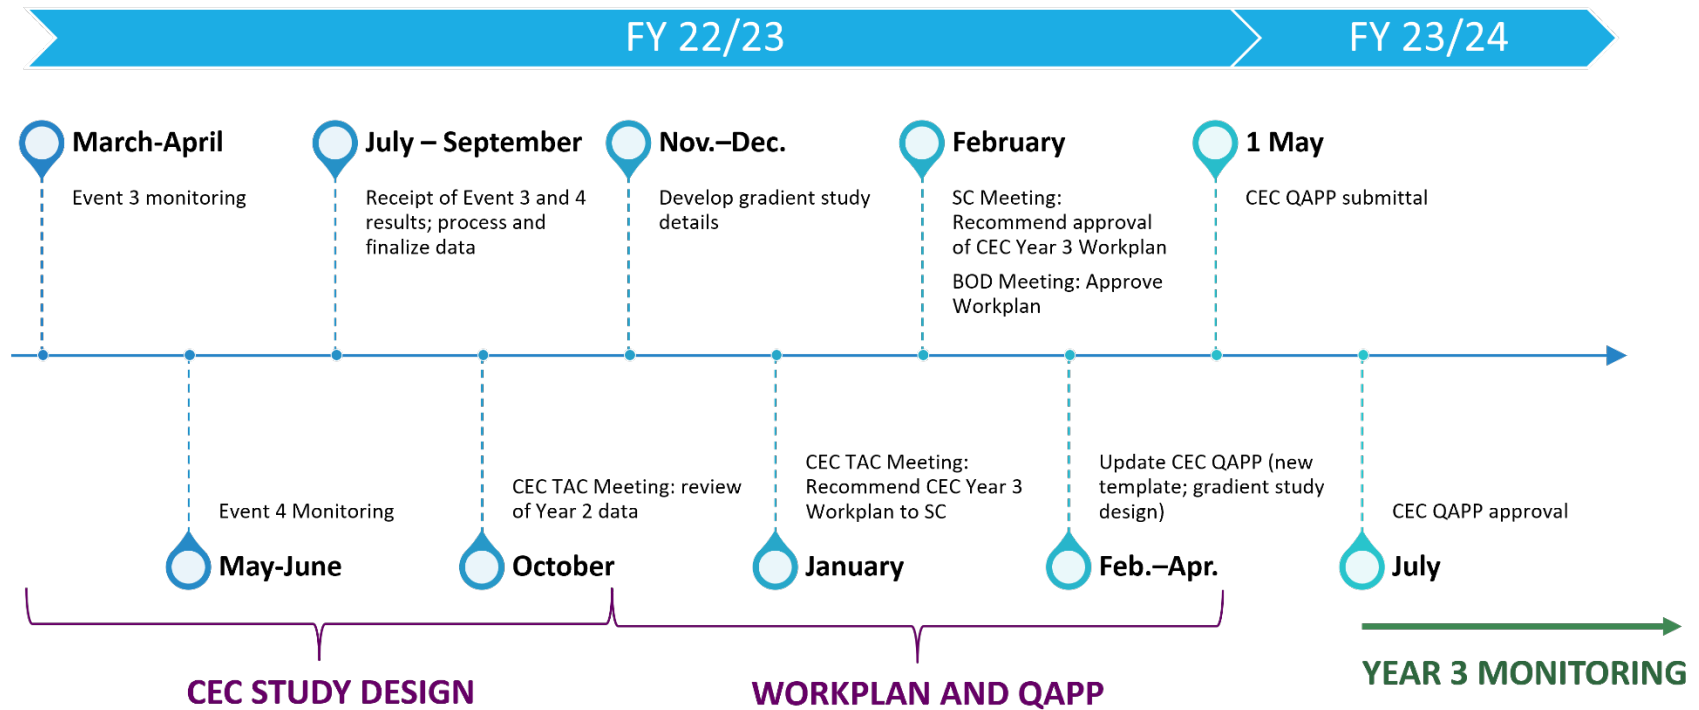 FY 22/23
FY 23/24
March-April
Event 3 monitoring
July – September
Receipt of Event 3 and 4
results; process and
finalize data
Nov.–Dec.
Develop gradient study
details
February
SC Meeting:
Recommend approval
of CEC Year 3 Workplan
BOD Meeting: Approve
Workplan
1 May
CEC QAPP submittal
Event 4 Monitoring
May-June
CEC TAC Meeting: review
of Year 2 data
October
CEC TAC Meeting:
Recommend CEC Year 3
Workplan to SC
January
Update CEC QAPP (new
template; gradient study
design)
Feb.–Apr.
CEC QAPP approval
July
CEC STUDY DESIGN
WORKPLAN AND QAPP
YEAR 3 MONITORING